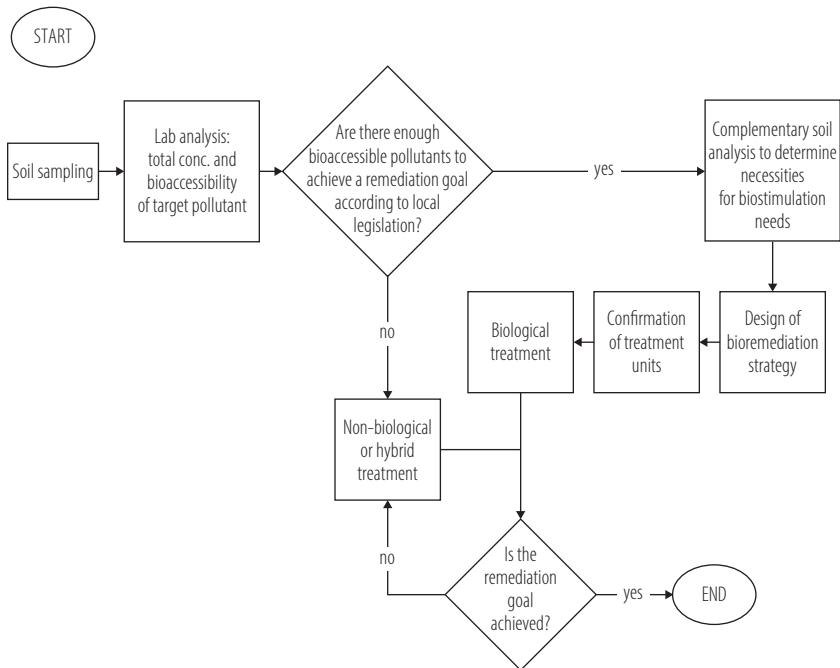 START
Soil sampling
Lab analysis:
total conc. and
bioaccessibility
of target pollutant
Are there enough
bioaccessible pollutants to
achieve a remediation goal
according to local
legislation?
yes
Complementary soil
analysis to determine
necessities
for biostimulation
needs
no
Biological
treatment
Confirmation
of treatment
units
Design of
bioremediation
strategy
Non-biological
or hybrid
treatment
no
Is the
remediation
goal
achieved?
yes
END